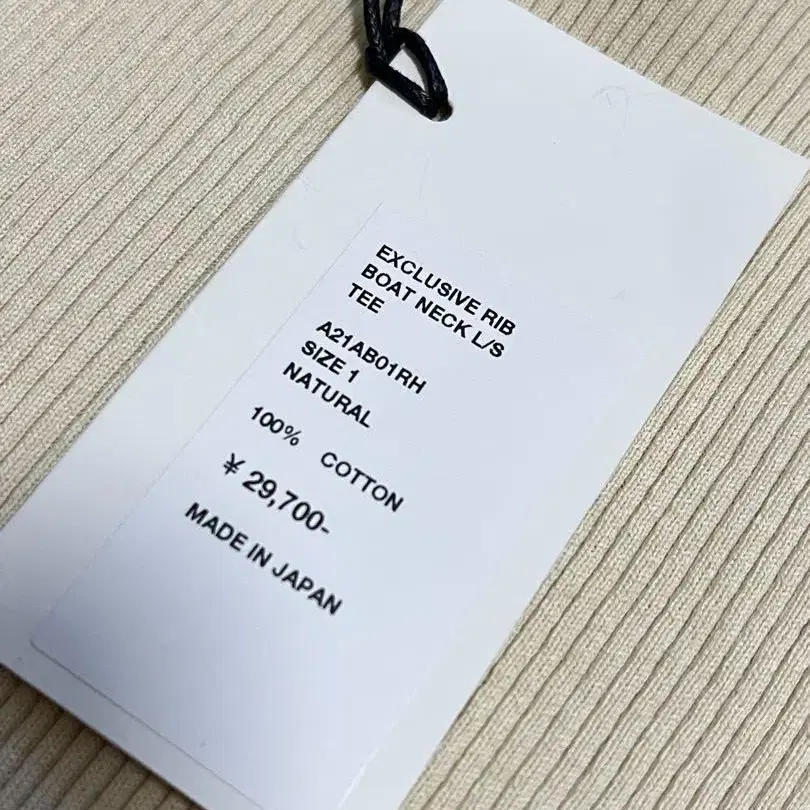 EXCLUSIVE RIB
BOAT NECK L/S
TEE
A21AB01RH
SIZE 1
NATURAL
100% COTTON
¥ 29,700-
MADE IN JAPAN